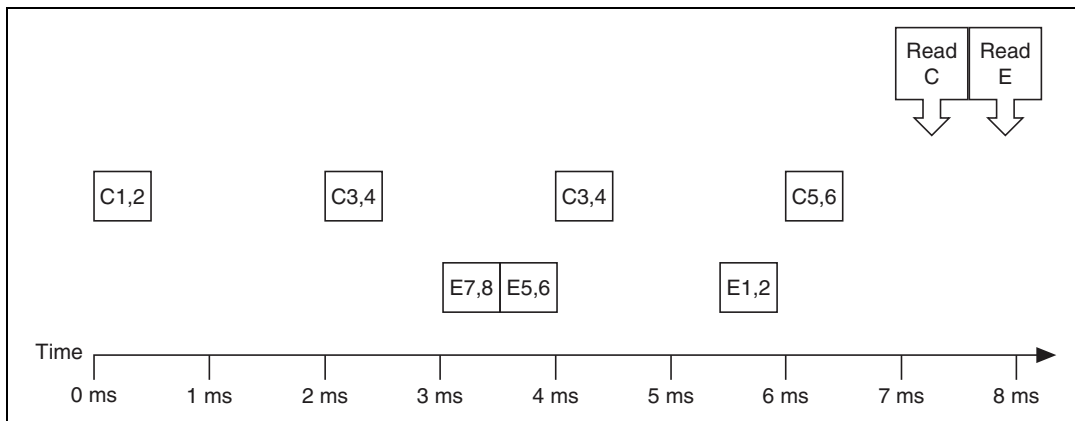 Read
C
Read
E
C1,2
C3,4
C3,4
C5,6
E7,8
E5,6
E1,2
Time
0 ms
1 ms
2 ms
3 ms
4 ms
5 ms
6 ms
7 ms
8 ms